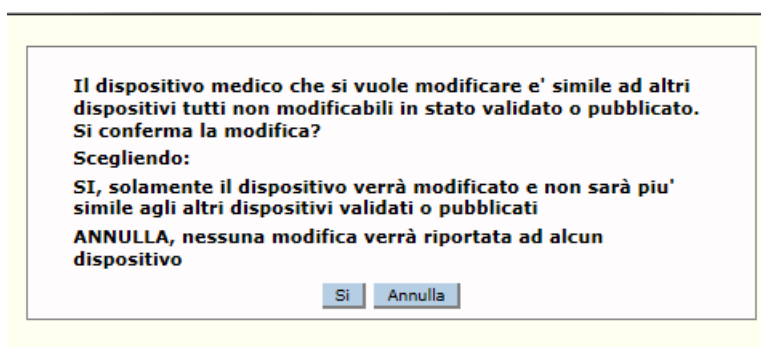 Il dispositivo medico che si vuole modificare e' simile ad altri
dispositivi tutti non modificabili in stato validato o pubblicato.
Si conferma la modifica?
Scegliendo:
SI, solamente il dispositivo verrà modificato e non sarà piu'
simile agli altri dispositivi validati o pubblicati
ANNULLA, nessuna modifica verrà riportata ad alcun
dispositivo
Si Annulla